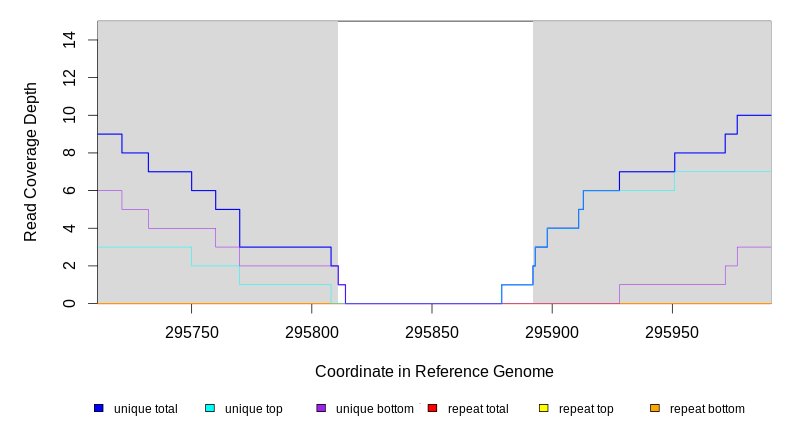 Read Coverage Depth
14
12
10
8
6
4
2
0
295750 295800 295850 295900 295950
Coordinate in Reference Genome
unique total unique top unique bottom repeat total repeat top repeat bottom